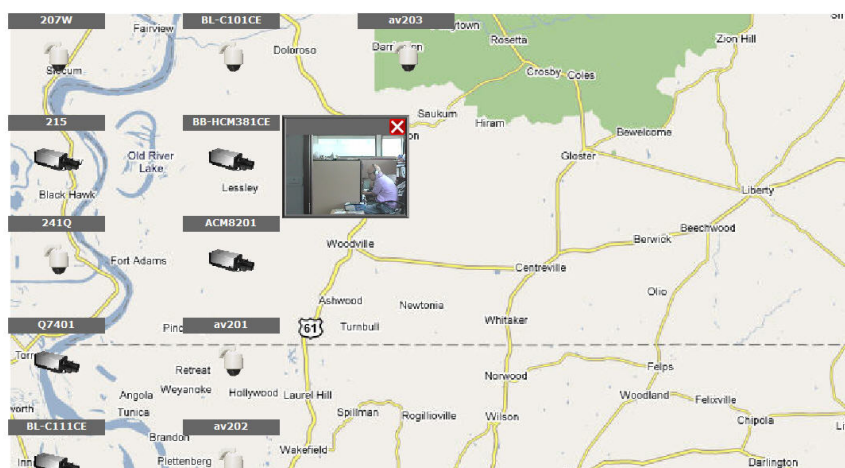 207W
BL-C101CE
av203
Fairview
Doloroso
Rosetta
Zion Hill
Crosby
Coles
Saukum
Hiram
Bewelcome
215
BB-HCM381CE
Old River
Lake
Gloster
Black Hawk
Lessley
Liberty
241Q
ACM8201
Beechwood
Fort Adams
Woodville
Berwick
Centreville
Olio
Ashwood
Newtonia
Q7401
av201
61
Turnbull
Whitaker
Retreat
Felps
Norwood
Angola
Weyanoke
Hollywood
Laurel Hill
Woodland
Felixville
Tunica
Spillman
Rogillioville
Wilson
Chipola
BL-C111CE
av202
Brandon
Wakefield
Plettenberg
Darlington